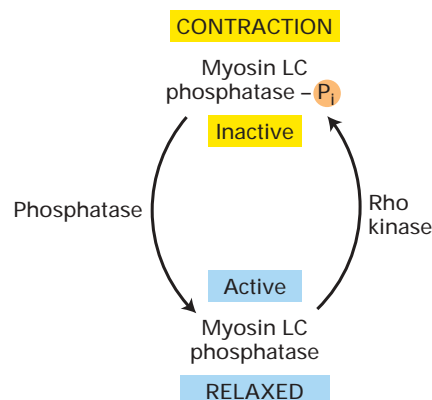 CONTRACTION
Myosin LC
phosphatase – Pi
Inactive
Phosphatase
Rho
kinase
Active
Myosin LC
phosphatase
RELAXED